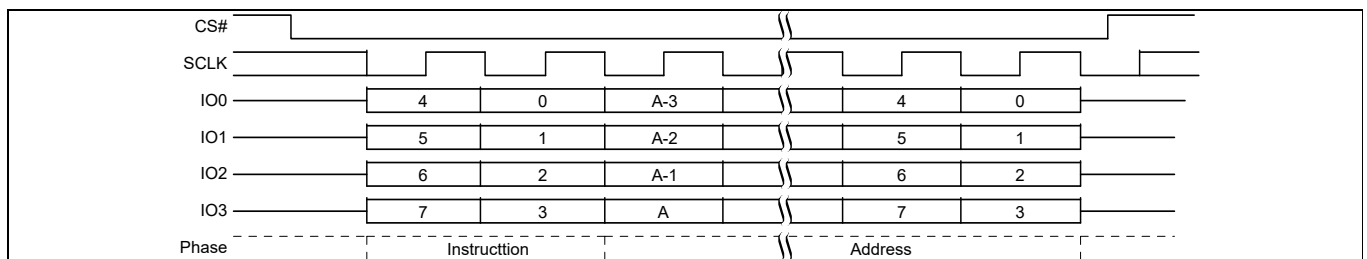 CS#
SCLK
IO0 4 0 A-3 4 0
IO1 5 1 A-2 5 1
IO2 6 2 A-1 6 2
IO3 7 3 A 7 3
Phase Instructtion Address